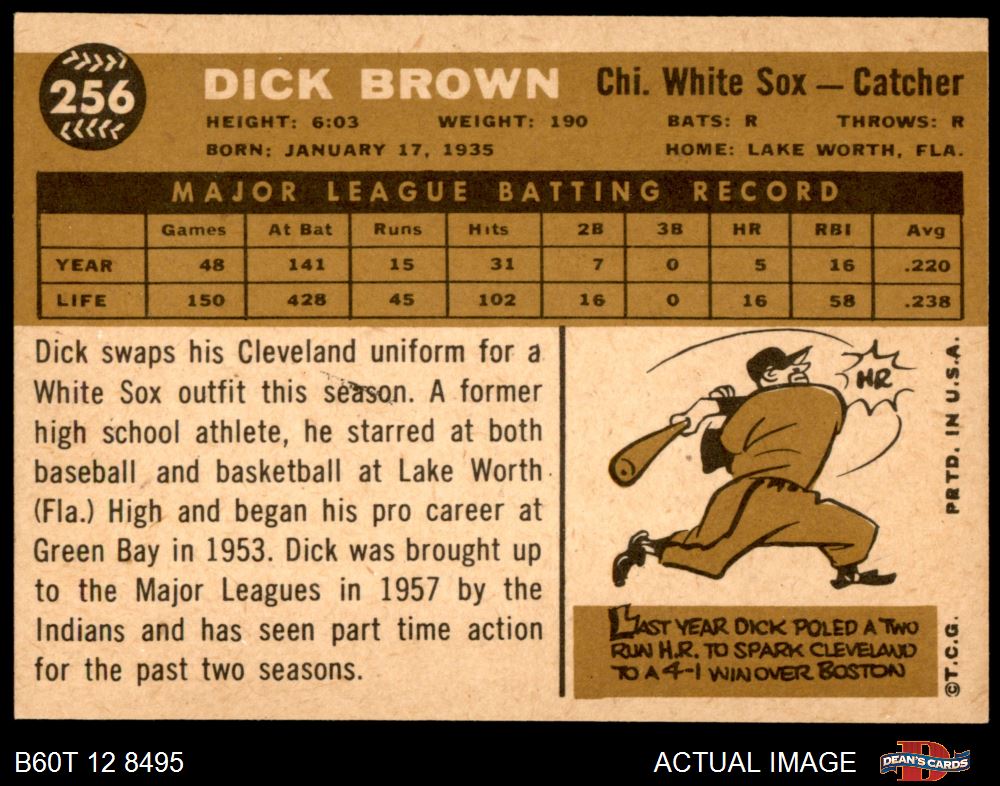 256
DICK BROWN Chi. White Sox — Catcher
HEIGHT: 6:03 WEIGHT: 190 BATS: R THROWS: R
BORN: JANUARY 17, 1935 HOME: LAKE WORTH, FLA.
MAJOR LEAGUE BATTING RECORD
Games At Bat Runs Hits 2B 3B HR RBI Avg
YEAR 48 141 15 31 7 0 5 16 .220
LIFE 150 428 45 102 16 0 16 58 .238
Dick swaps his Cleveland uniform for a
White Sox outfit this season. A former
high school athlete, he starred at both
baseball and basketball at Lake Worth
(Fla.) High and began his pro career at
Green Bay in 1953. Dick was brought up
to the Major Leagues in 1957 by the
Indians and has seen part time action
for the past two seasons.
HR
LAST YEAR DICK POLED A TWO
RUN H.R. TO SPARK CLEVELAND
TO A 4-1 WIN OVER BOSTON
©T.C.G. PRTD. IN U.S.A.
B60T 12 8495 ACTUAL IMAGE D DEAN'S CARDS